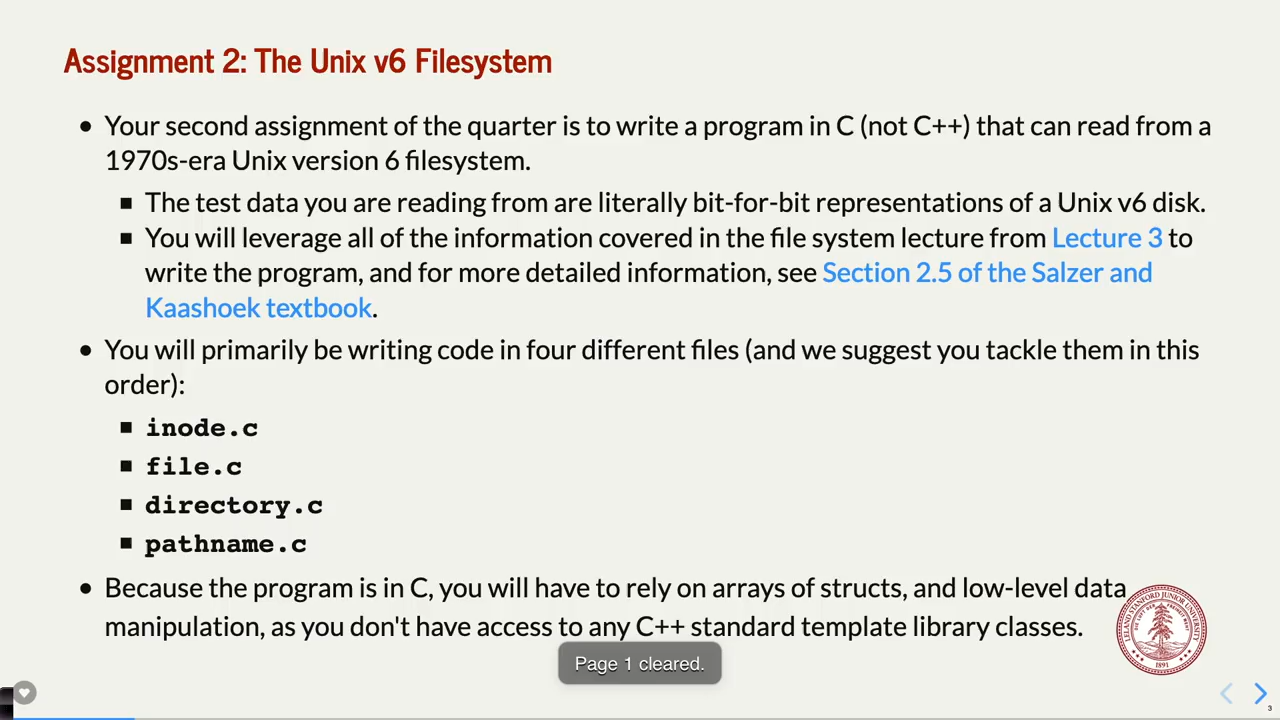 Assignment 2: The Unix v6 Filesystem
• Your second assignment of the quarter is to write a program in C (not C++) that can read from a
1970s-era Unix version 6 filesystem.
▪ The test data you are reading from are literally bit-for-bit representations of a Unix v6 disk.
▪ You will leverage all of the information covered in the file system lecture from Lecture 3 to
write the program, and for more detailed information, see Section 2.5 of the Salzer and
Kaashoek textbook.
• You will primarily be writing code in four different files (and we suggest you tackle them in this
order):
▪ inode.c
▪ file.c
▪ directory.c
▪ pathname.c
• Because the program is in C, you will have to rely on arrays of structs, and low-level data
manipulation, as you don't have access to any C++ standard template library classes.
LELAND STANFORD JUNIOR UNIVERSITY
1891
Page 1 cleared.
3